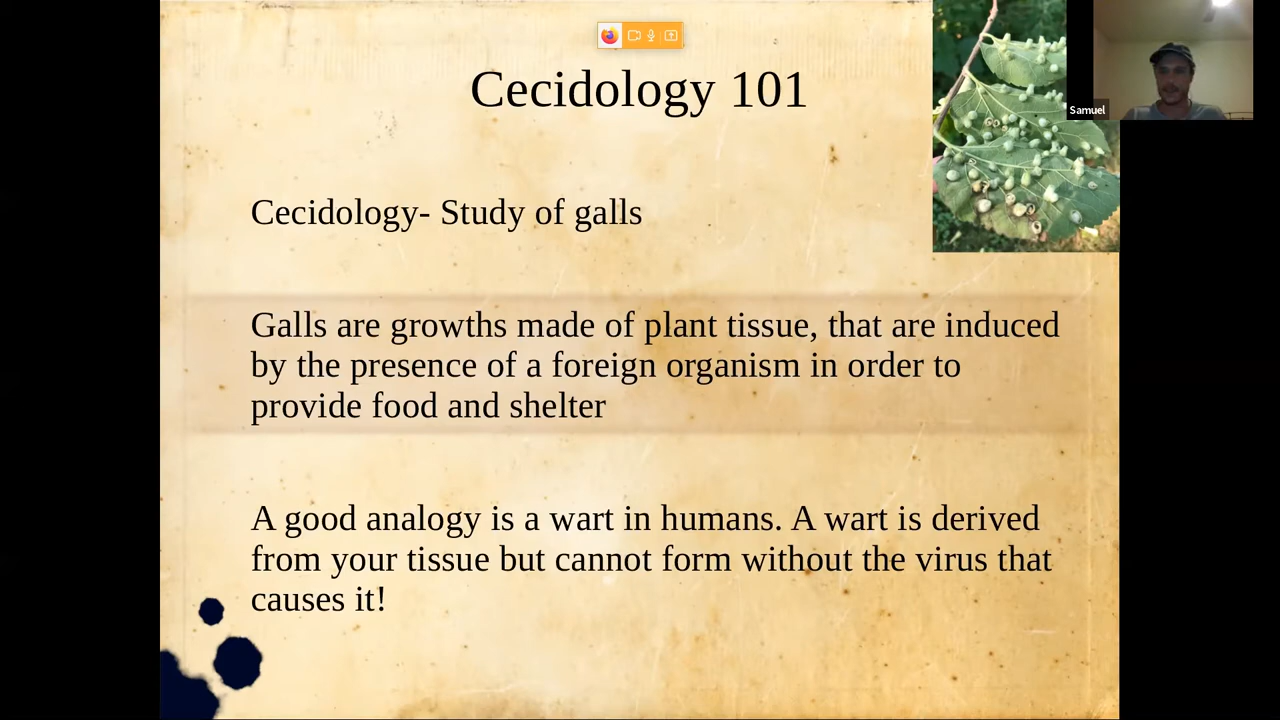 Cecidology 101
Samuel
Cecidology- Study of galls
Galls are growths made of plant tissue, that are induced
by the presence of a foreign organism in order to
provide food and shelter
A good analogy is a wart in humans. A wart is derived
from your tissue but cannot form without the virus that
causes it!